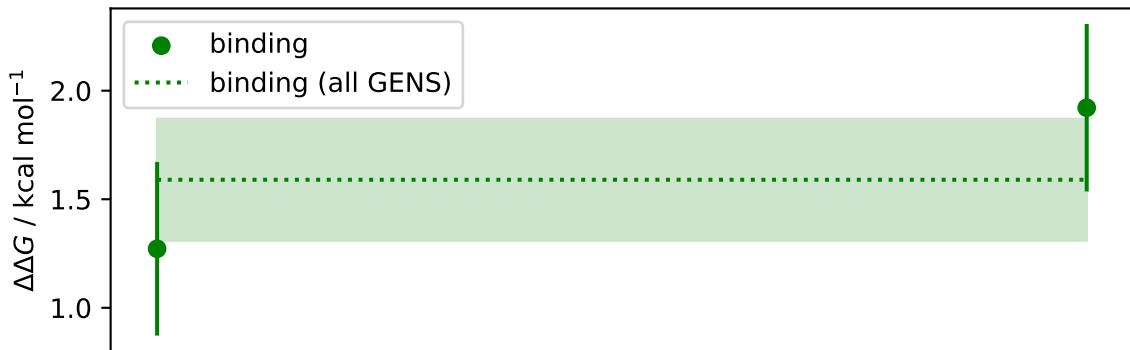 binding
binding (all GENS)
ΔΔG / kcal mol⁻¹
2.0
1.5
1.0